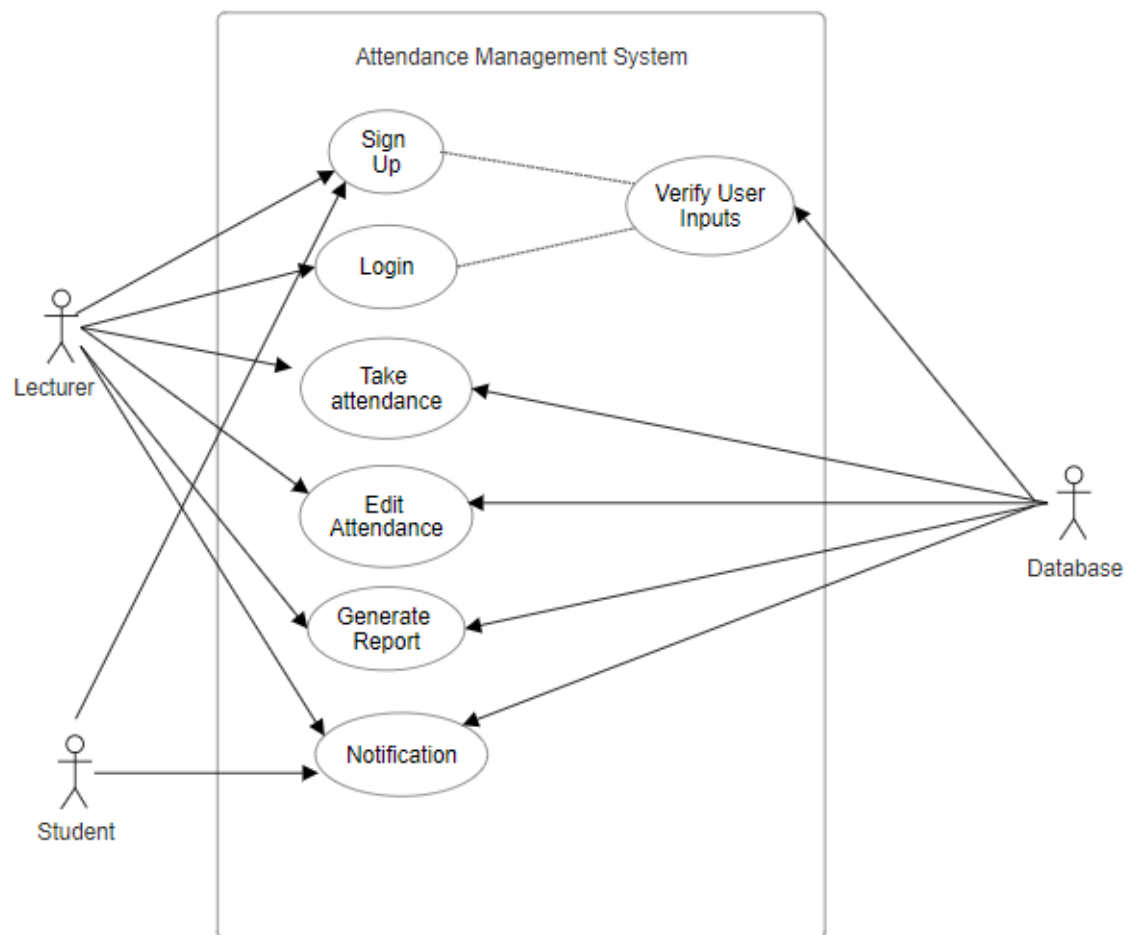 Attendance Management System
Sign
Up
Verify User
Inputs
Login
Lecturer
Take
attendance
Edit
Attendance
Database
Generate
Report
Notification
Student